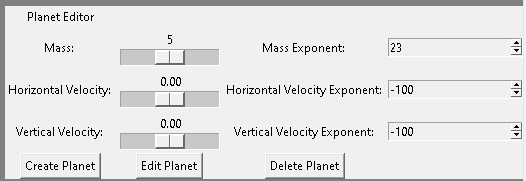 Planet Editor
5
Mass: Mass Exponent: 23
0.00
Horizontal Velocity: Horizontal Velocity Exponent: -100
0.00
Vertical Velocity: Vertical Velocity Exponent: -100
Create Planet Edit Planet Delete Planet